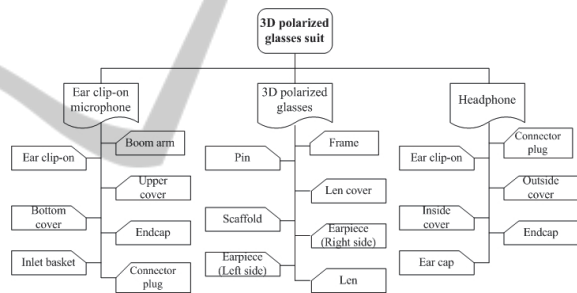 3D polarized
glasses suit
Ear clip-on
microphone
Boom arm
Ear clip-on
Upper
cover
Bottom
cover
Endcap
Inlet basket
Connector
plug
3D polarized
glasses
Frame
Pin
Len cover
Scaffold
Earpiece
(Right side)
Earpiece
(Left side)
Len
Headphone
Connector
plug
Ear clip-on
Outside
cover
Inside
cover
Endcap
Ear cap